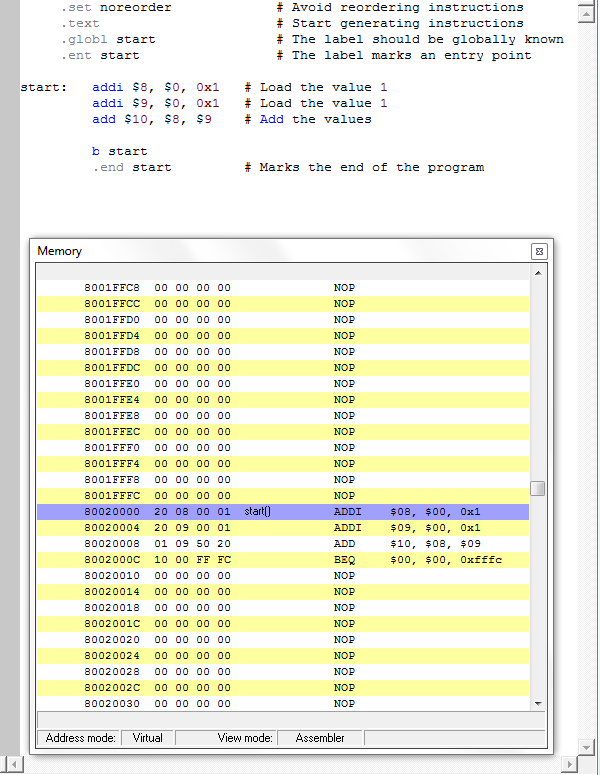 .set noreorder # Avoid reordering instructions
.text # Start generating instructions
.globl start # The label should be globally known
.ent start # The label marks an entry point
start: addi $8, $0, 0x1 # Load the value 1
addi $9, $0, 0x1 # Load the value 1
add $10, $8, $9 # Add the values
b start
.end start # Marks the end of the program
Memory
8001FFC8 00 00 00 00 NOP
8001FFCC 00 00 00 00 NOP
8001FFD0 00 00 00 00 NOP
8001FFD4 00 00 00 00 NOP
8001FFD8 00 00 00 00 NOP
8001FFDC 00 00 00 00 NOP
8001FFE0 00 00 00 00 NOP
8001FFE4 00 00 00 00 NOP
8001FFE8 00 00 00 00 NOP
8001FFEC 00 00 00 00 NOP
8001FFF0 00 00 00 00 NOP
8001FFF4 00 00 00 00 NOP
8001FFF8 00 00 00 00 NOP
8001FFFC 00 00 00 00 NOP
80020000 20 08 00 01 start() ADDI $08, $00, 0x1
80020004 20 09 00 01 ADDI $09, $00, 0x1
80020008 01 09 50 20 ADD $10, $08, $09
8002000C 10 00 FF FC BEQ $00, $00, 0xfffc
80020010 00 00 00 00 NOP
80020014 00 00 00 00 NOP
80020018 00 00 00 00 NOP
8002001C 00 00 00 00 NOP
80020020 00 00 00 00 NOP
80020024 00 00 00 00 NOP
80020028 00 00 00 00 NOP
8002002C 00 00 00 00 NOP
80020030 00 00 00 00 NOP
Address mode: Virtual View mode: Assembler